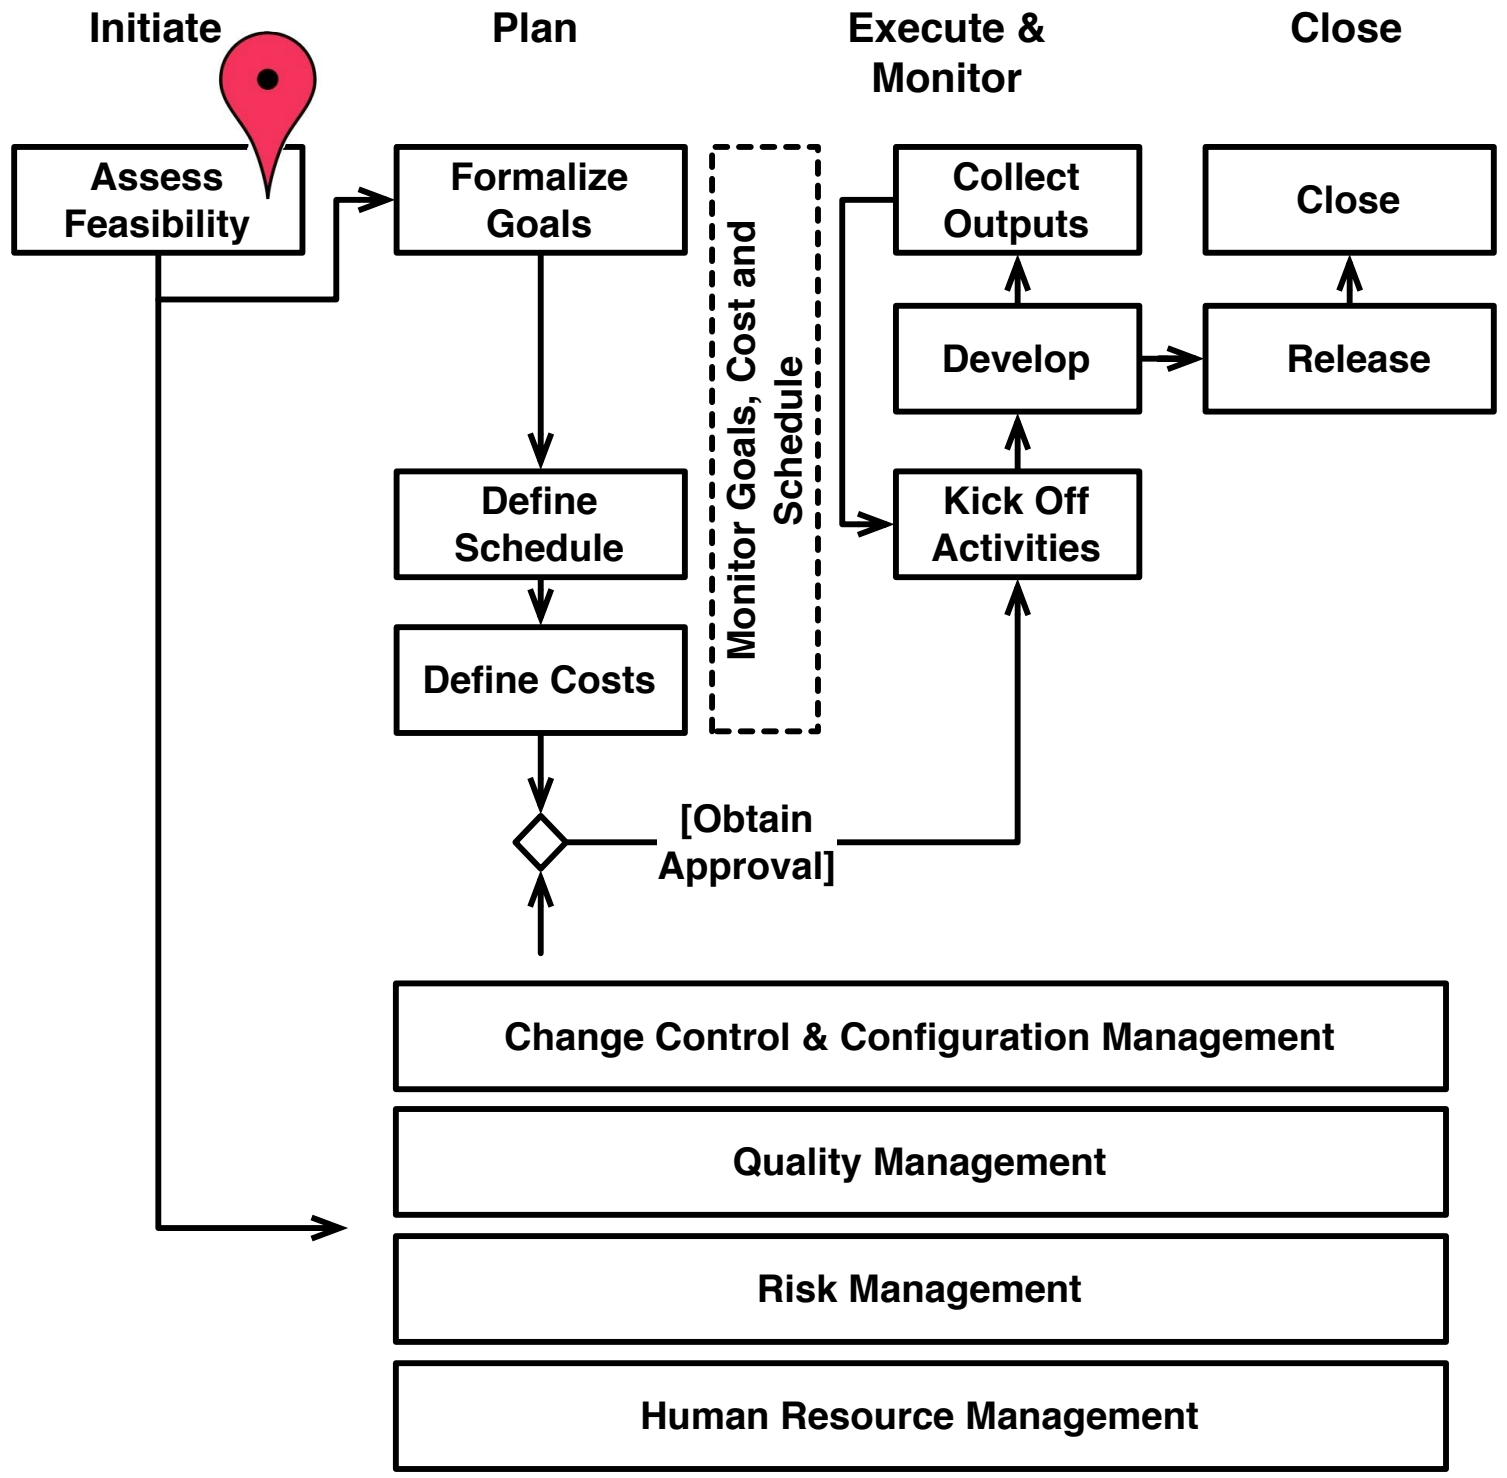 Initiate
Plan
Execute &
Monitor
Close
Assess
Feasibility
Formalize
Goals
Define
Schedule
Define Costs
Monitor Goals, Cost and
Schedule
Collect
Outputs
Develop
Kick Off
Activities
Close
Release
[Obtain
Approval]
Change Control & Configuration Management
Quality Management
Risk Management
Human Resource Management